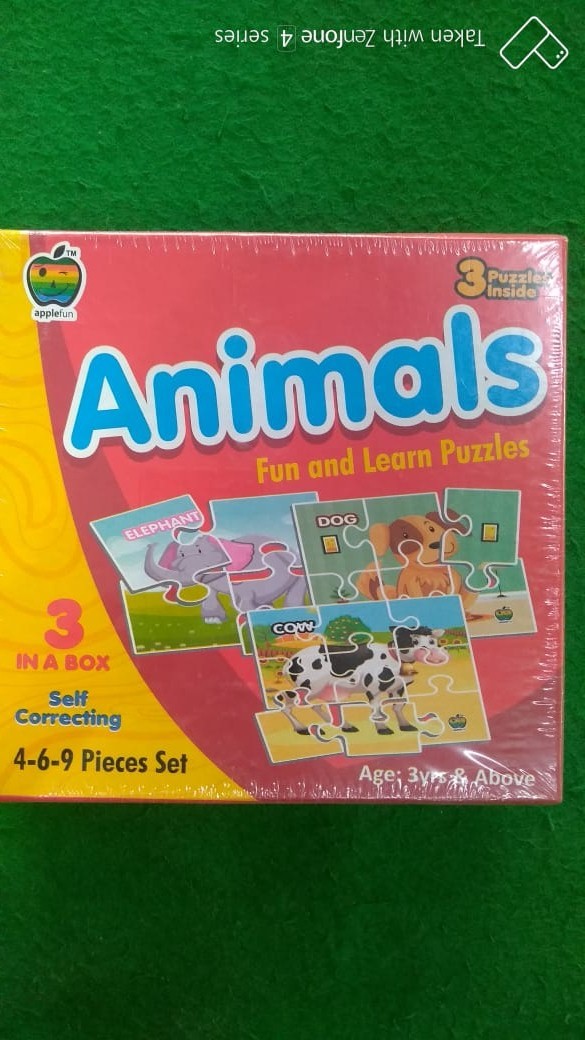 Taken with Zenfone 4 series
TM
applefun
3 Puzzles
Inside
Animals
Fun and Learn Puzzles
ELEPHANT
DOG
COW
3
IN A BOX
Self
Correcting
4-6-9 Pieces Set
Age: 3yrs & Above